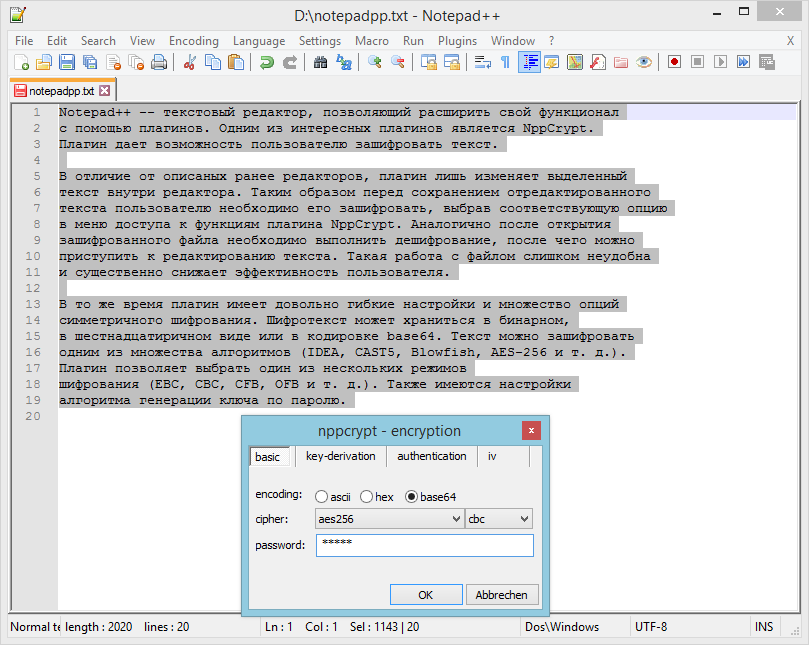 D:\notepadpp.txt - Notepad++
File Edit Search View Encoding Language Settings Macro Run Plugins Window ? X
notepadpp.txt
1 Notepad++ -- текстовый редактор, позволяющий расширить свой функционал
2 с помощью плагинов. Одним из интересных плагинов является NppCrypt.
3 Плагин дает возможность пользователю зашифровать текст.
4
5 В отличие от описаных ранее редакторов, плагин лишь изменяет выделенный
6 текст внутри редактора. Таким образом перед сохранением отредактированного
7 текста пользователю необходимо его зашифровать, выбрав соответствующую опцию
8 в меню доступа к функциям плагина NppCrypt. Аналогично после открытия
9 зашифрованного файла необходимо выполнить дешифрование, после чего можно
10 приступить к редактированию текста. Такая работа с файлом слишком неудобна
11 и существенно снижает эффективность пользователя.
12
13 В то же время плагин имеет довольно гибкие настройки и множество опций
14 симметричного шифрования. Шифротекст может храниться в бинарном,
15 в шестнадцатиричном виде или в кодировке base64. Текст можно зашифровать
16 одним из множества алгоритмов (IDEA, CAST5, Blowfish, AES-256 и т. д.).
17 Плагин позволяет выбрать один из нескольких режимов
18 шифрования (EBC, CBC, CFB, OFB и т. д.). Также имеются настройки
19 алгоритма генерации ключа по паролю.
20
nppcrypt - encryption
basic key-derivation authentication iv
encoding: ascii hex base64
cipher: aes256 cbc
password: *****
OK Abbrechen
Normal te length : 2020 lines : 20 Ln : 1 Col : 1 Sel : 1143 | 20 Dos\Windows UTF-8 INS